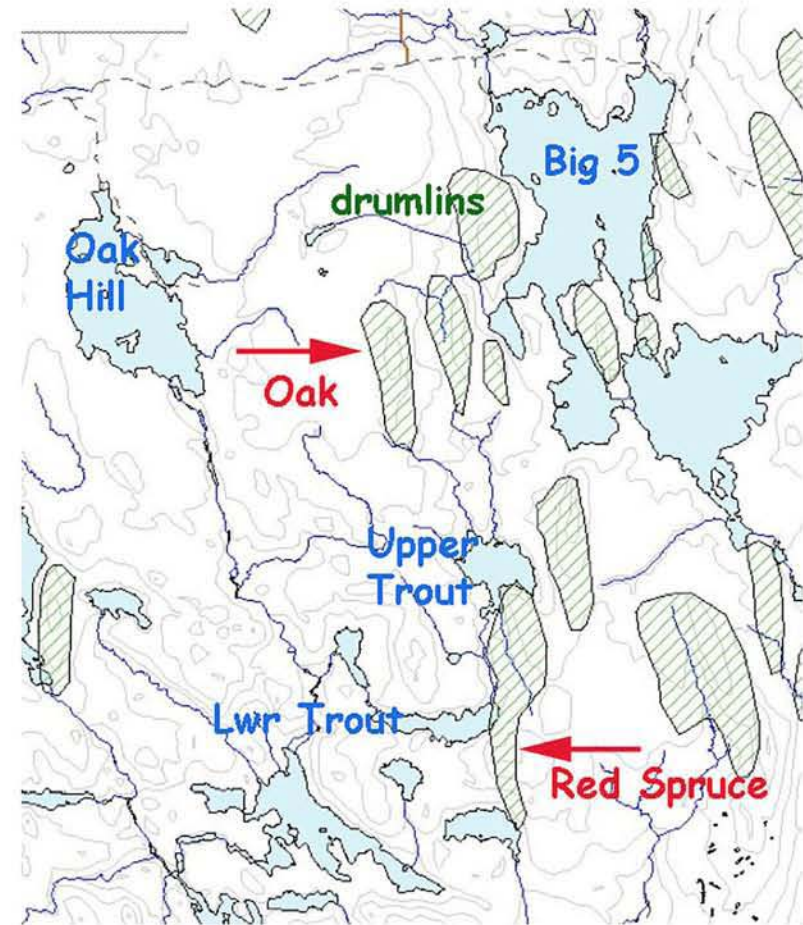 Big 5
drumlins
Oak
Hill
Oak
Upper
Trout
Lwr Trout
Red Spruce